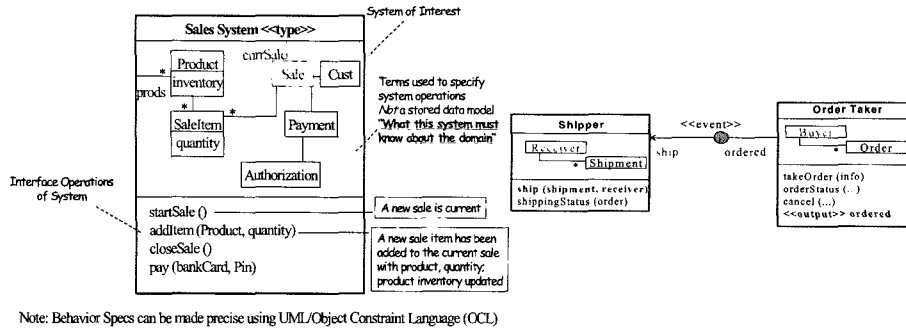 System of Interest
Sales System <<type>>
currSale
Product
inventory
Sale
Cust
*
prods
*
SaleItem
quantity
*
Payment
Authorization
Terms used to specify
system operations
Not a stored data model
"What this system must
know about the domain"
Interface Operations
of System
startSale ()
addItem (Product, quantity)
closeSale ()
pay (bankCard, Pin)
A new sale is current
A new sale item has been
added to the current sale
with product, quantity;
product inventory updated
Shipper
Receiver
* Shipment
ship (shipment, receiver)
shippingStatus (order)
<<event>>
ship
ordered
Order Taker
Buyer
* Order
takeOrder (info)
orderStatus (..)
cancel (...)
<<output>> ordered
Note: Behavior Specs can be made precise using UML/Object Constraint Language (OCL)